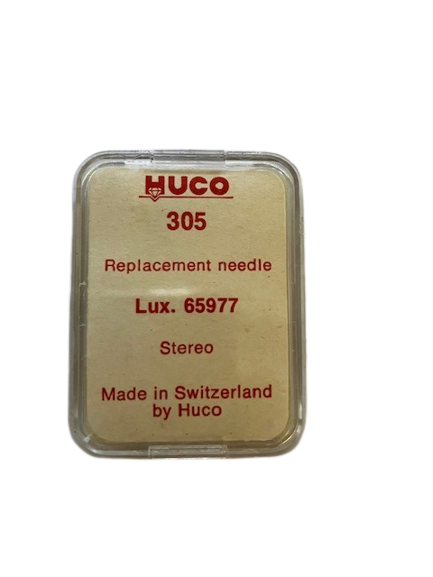 HUCO
305
Replacement needle
Lux. 65977
Stereo
Made in Switzerland
by Huco